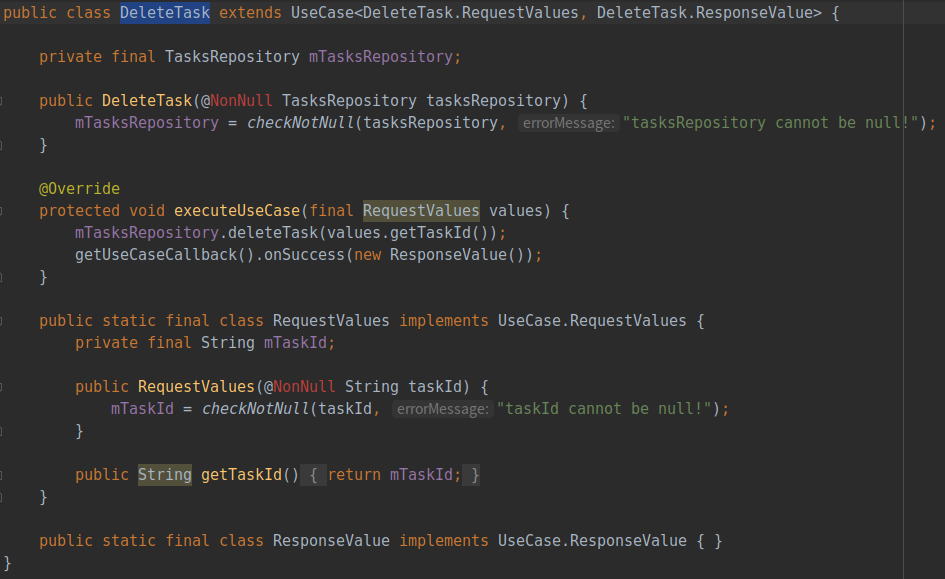 public class DeleteTask extends UseCase<DeleteTask.RequestValues, DeleteTask.ResponseValue> {
private final TasksRepository mTasksRepository;
public DeleteTask(@NonNull TasksRepository tasksRepository) {
mTasksRepository = checkNotNull(tasksRepository, errorMessage: "tasksRepository cannot be null!");
}
@Override
protected void executeUseCase(final RequestValues values) {
mTasksRepository.deleteTask(values.getTaskId());
getUseCaseCallback().onSuccess(new ResponseValue());
}
public static final class RequestValues implements UseCase.RequestValues {
private final String mTaskId;
public RequestValues(@NonNull String taskId) {
mTaskId = checkNotNull(taskId, errorMessage: "taskId cannot be null!");
}
public String getTaskId() { return mTaskId; }
}
public static final class ResponseValue implements UseCase.ResponseValue { }
}